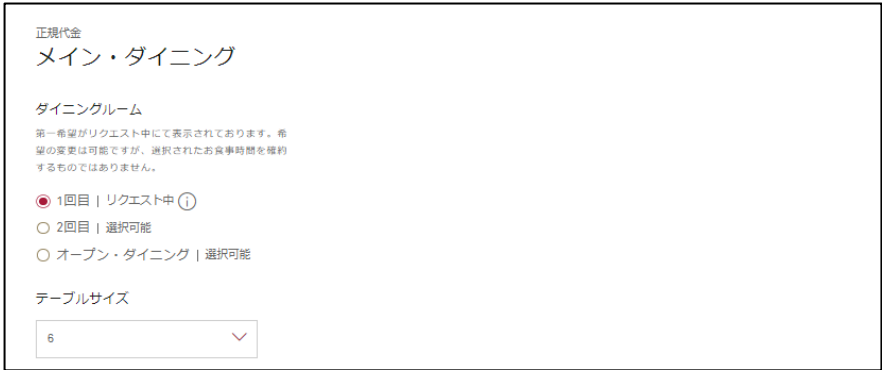 正規代金
メイン・ダイニング
ダイニングルーム
第一希望がリクエスト中にて表示されております。希
望の変更は可能ですが、選択されたお食事時間を確約
するものではありません。
1回目 | リクエスト中
2回目 | 選択可能
オープン・ダイニング | 選択可能
テーブルサイズ
6